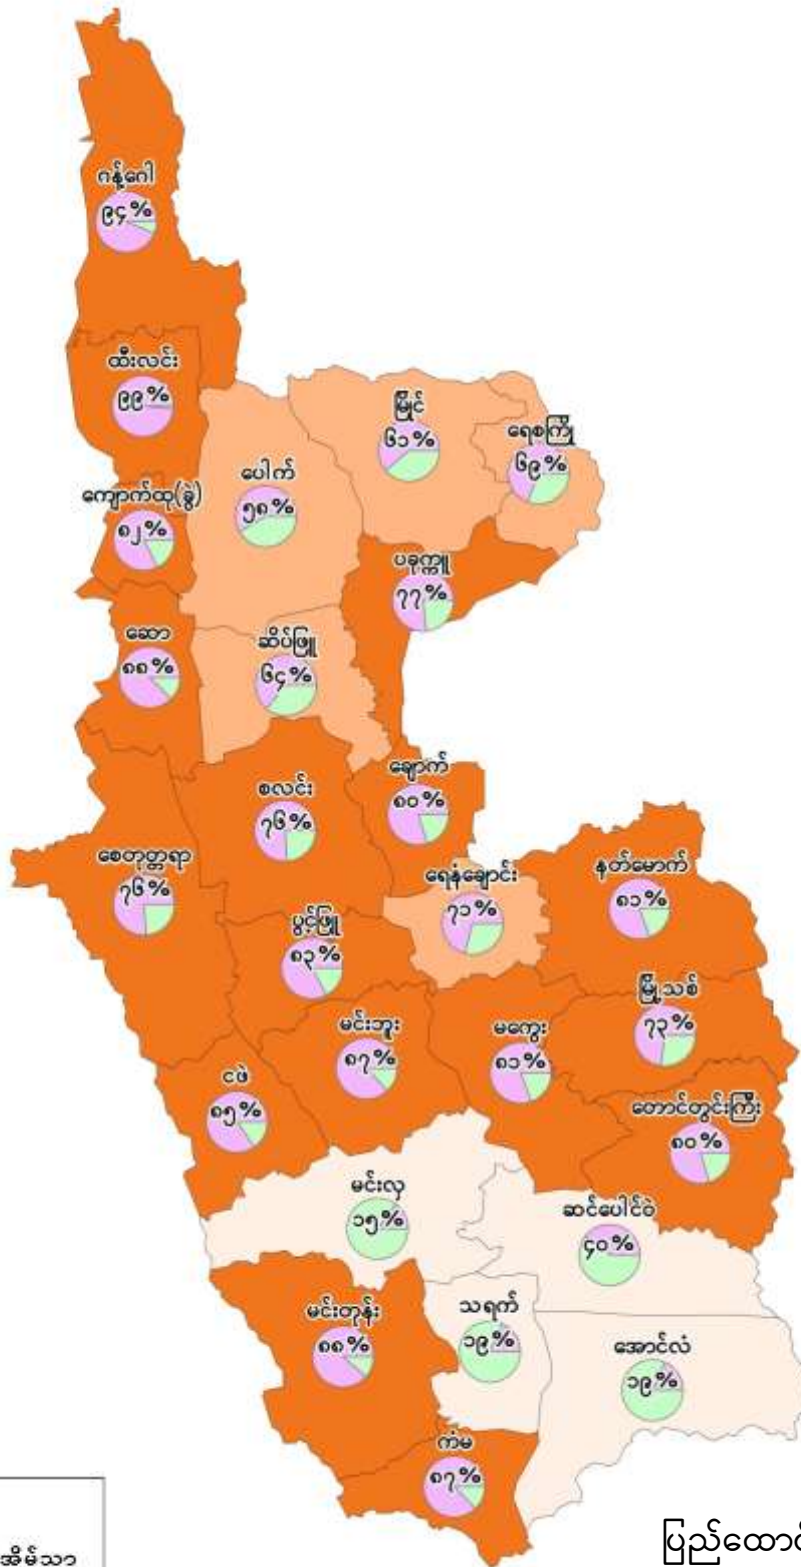 ဂန့်ဂေါ
၉၄%
ထီးလင်း
၉၉%
မြိုင်
၆၁%
ရေစကြို
၆၉%
ပေါက်
၅၈%
ကျောက်ထု(ခွဲ)
၈၂%
ပခုက္ကူ
၇၇%
ဆော
၈၈%
ဆိပ်ဖြူ
၆၄%
ချောက်
၈၀%
စလင်း
၇၆%
စေတုတ္တရာ
၇၆%
ရေနံချောင်း
၇၁%
နတ်မောက်
၈၁%
ပွင့်ဖြူ
၈၃%
မြို့သစ်
၇၃%
မင်းဘူး
၈၇%
မကွေး
၈၁%
ငဖဲ
၈၅%
တောင်တွင်းကြီး
၈၀%
မင်းလှ
၁၅%
ဆင်ပေါင်ဝဲ
၄၀%
မင်းတုန်း
၈၈%
သရက်
၁၉%
အောင်လံ
၁၉%
ကံမ
၈၇%
အိမ်သာ